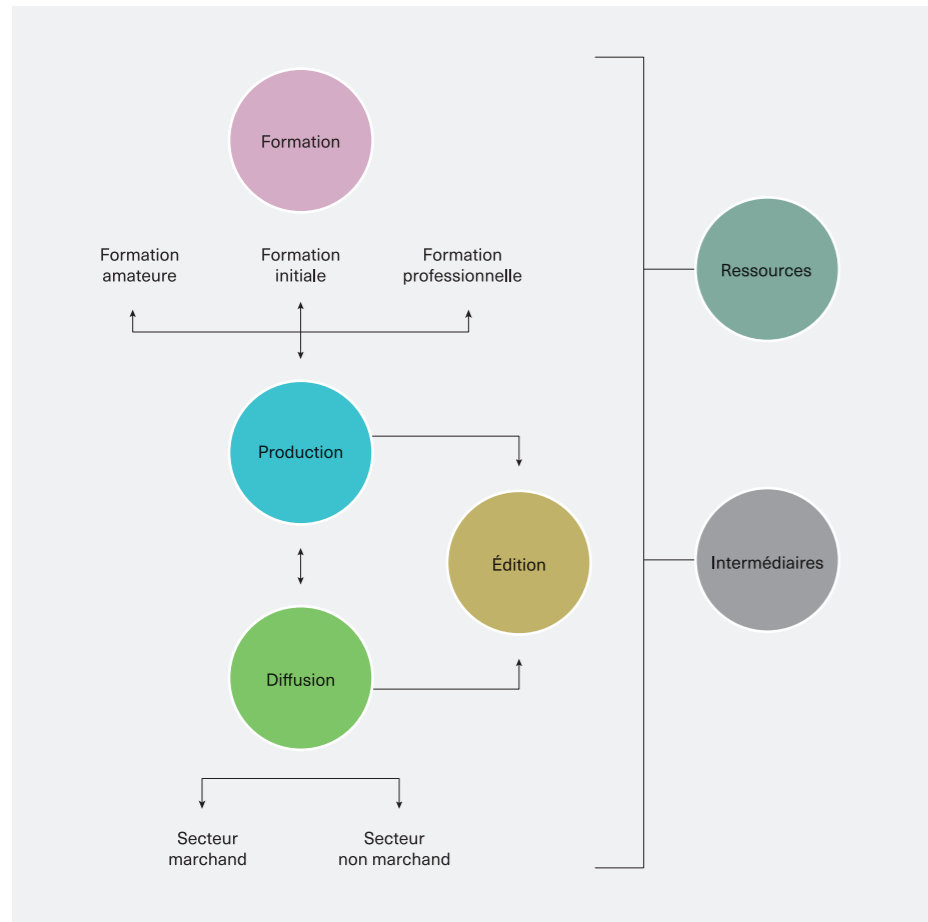 Formation
Formation
amateure
Formation
initiale
Formation
professionnelle
Ressources
Production
Édition
Intermédiaires
Diffusion
Secteur
marchand
Secteur
non marchand